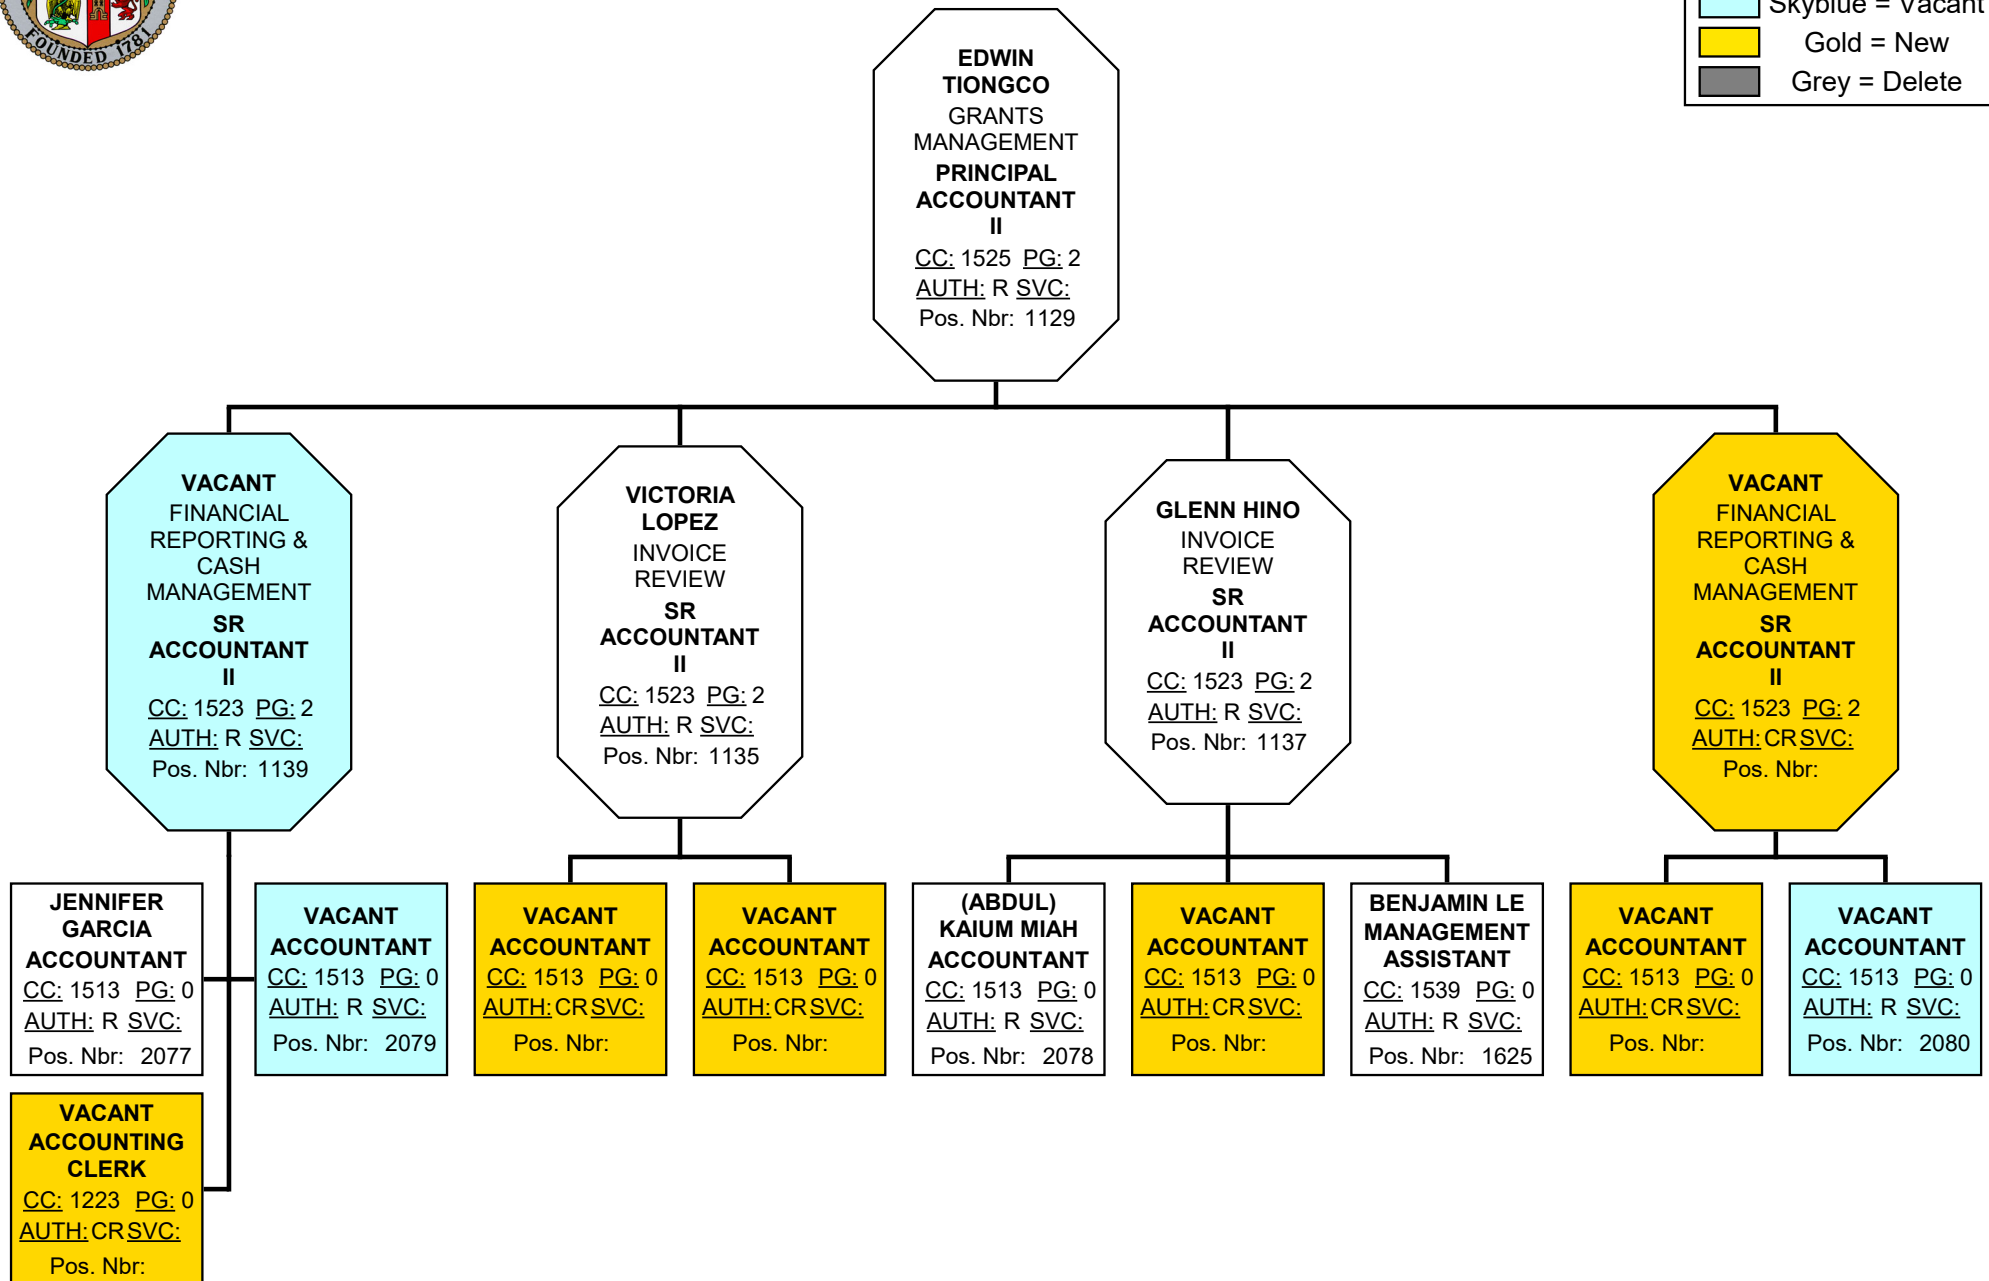 FOUNDED 1781
Skyblue = Vacant
Gold = New
Grey = Delete
EDWIN
TIONGCO
GRANTS
MANAGEMENT
PRINCIPAL
ACCOUNTANT
II
CC: 1525 PG: 2
AUTH: R SVC:
Pos. Nbr: 1129
VACANT
FINANCIAL
REPORTING &
CASH
MANAGEMENT
SR
ACCOUNTANT
II
CC: 1523 PG: 2
AUTH: R SVC:
Pos. Nbr: 1139
VICTORIA
LOPEZ
INVOICE
REVIEW
SR
ACCOUNTANT
II
CC: 1523 PG: 2
AUTH: R SVC:
Pos. Nbr: 1135
GLENN HINO
INVOICE
REVIEW
SR
ACCOUNTANT
II
CC: 1523 PG: 2
AUTH: R SVC:
Pos. Nbr: 1137
VACANT
FINANCIAL
REPORTING &
CASH
MANAGEMENT
SR
ACCOUNTANT
II
CC: 1523 PG: 2
AUTH: CR SVC:
Pos. Nbr:
JENNIFER
GARCIA
ACCOUNTANT
CC: 1513 PG: 0
AUTH: R SVC:
Pos. Nbr: 2077
VACANT
ACCOUNTANT
CC: 1513 PG: 0
AUTH: R SVC:
Pos. Nbr: 2079
VACANT
ACCOUNTANT
CC: 1513 PG: 0
AUTH: CR SVC:
Pos. Nbr:
VACANT
ACCOUNTANT
CC: 1513 PG: 0
AUTH: CR SVC:
Pos. Nbr:
(ABDUL)
KAIUM MIAH
ACCOUNTANT
CC: 1513 PG: 0
AUTH: R SVC:
Pos. Nbr: 2078
VACANT
ACCOUNTANT
CC: 1513 PG: 0
AUTH: CR SVC:
Pos. Nbr:
BENJAMIN LE
MANAGEMENT
ASSISTANT
CC: 1539 PG: 0
AUTH: R SVC:
Pos. Nbr: 1625
VACANT
ACCOUNTANT
CC: 1513 PG: 0
AUTH: CR SVC:
Pos. Nbr:
VACANT
ACCOUNTANT
CC: 1513 PG: 0
AUTH: R SVC:
Pos. Nbr: 2080
VACANT
ACCOUNTING
CLERK
CC: 1223 PG: 0
AUTH: CR SVC:
Pos. Nbr: